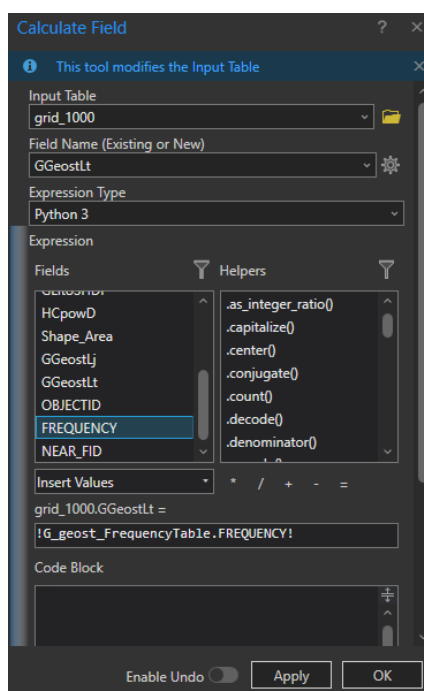 Calculate Field ? ×
This tool modifies the Input Table ×
Input Table
grid_1000
Field Name (Existing or New)
GGeostLt
Expression Type
Python 3
Expression
Fields Helpers
HCpowD
Shape_Area
GGeostLj
GGeostLt
OBJECTID
FREQUENCY
NEAR_FID
.as_integer_ratio()
.capitalize()
.center()
.conjugate()
.count()
.decode()
.denominator()
Insert Values * / + - =
grid_1000.GGeostLt =
!G_geost_FrequencyTable.FREQUENCY!
Code Block
Enable Undo Apply OK